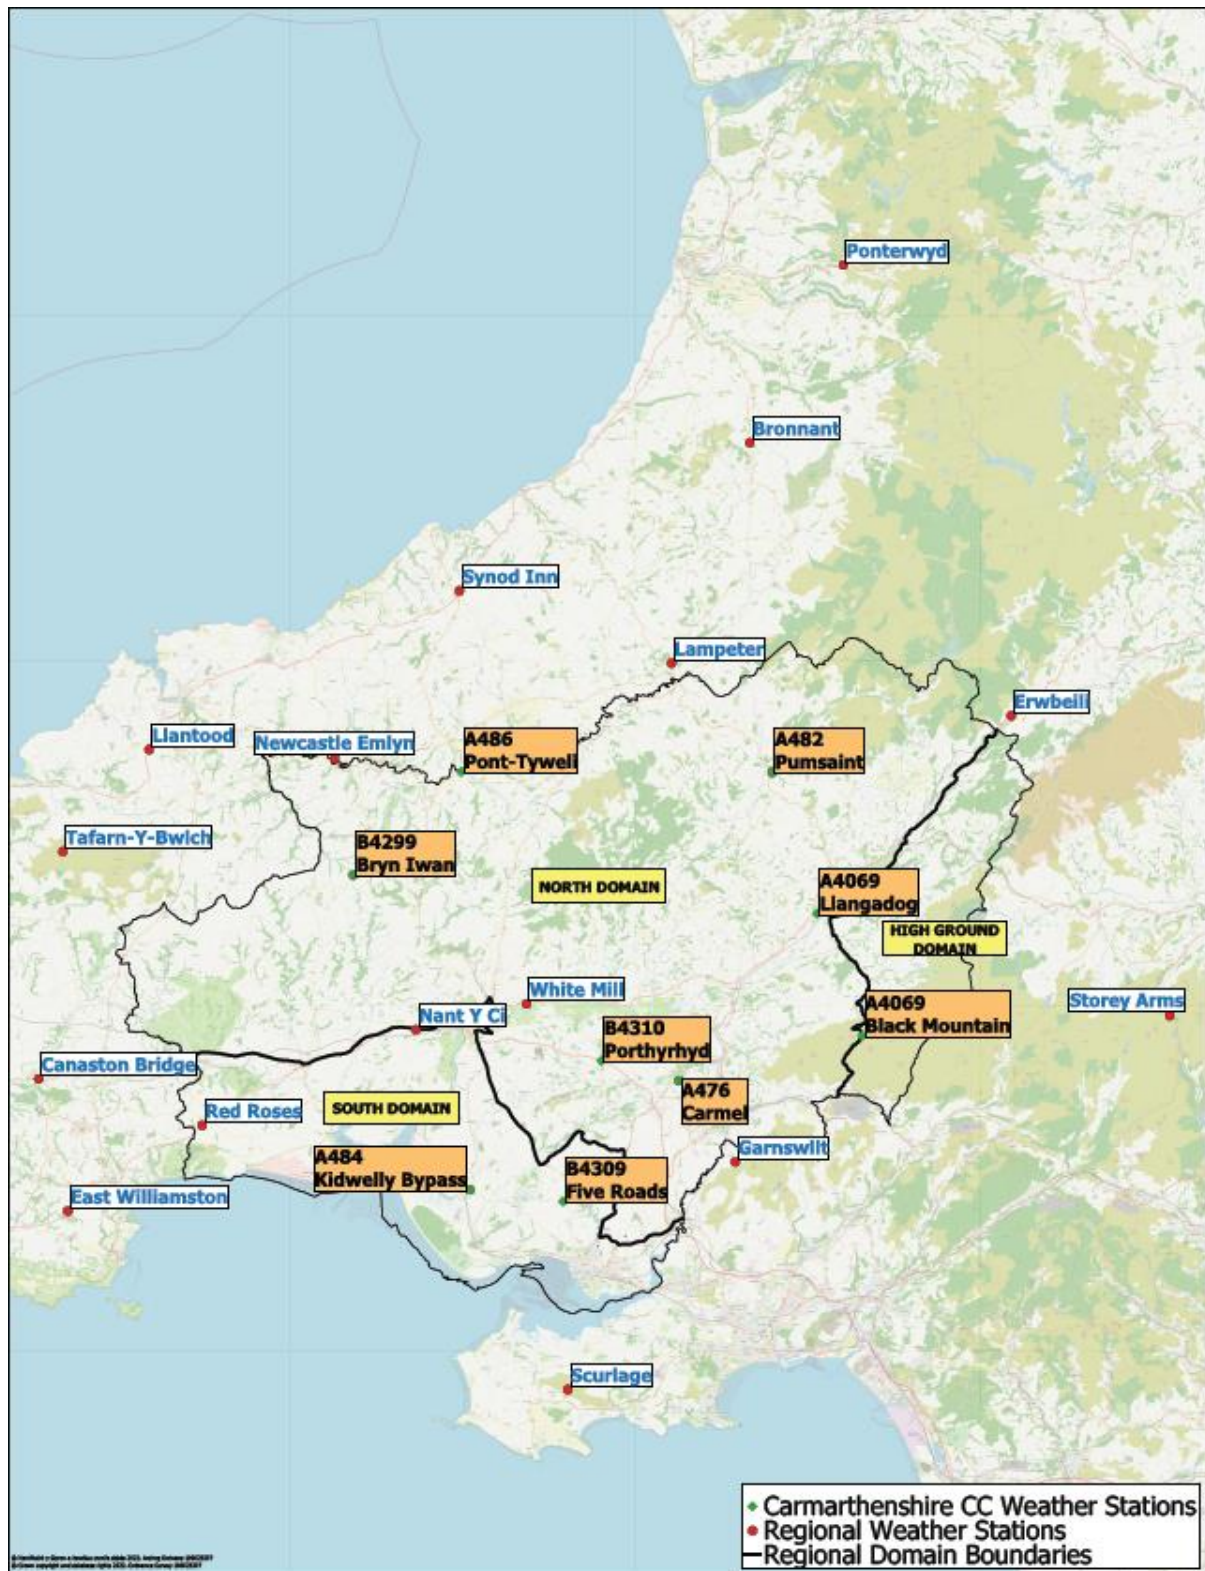 Ponterwyd
Bronnant
Synod Inn
Lampeter
Erwbeili
Llantood
Newcastle Emlyn
A486
Pont-Tywell
A482
Pumsaint
Tafarn-Y-Bwlch
B4299
Bryn Iwan
NORTH DOMAIN
A4069
Llangadog
HIGH GROUND
DOMAIN
White Mill
Nant Y Ci
A4069
Black Mountain
Storey Arms
B4310
Porthyrhyd
Canaston Bridge
A476
Carmel
Red Roses
SOUTH DOMAIN
Garnswllt
A484
Kidwelly Bypass
B4309
Five Roads
East Williamston
Scurlage
Carmarthenshire CC Weather Stations
Regional Weather Stations
Regional Domain Boundaries